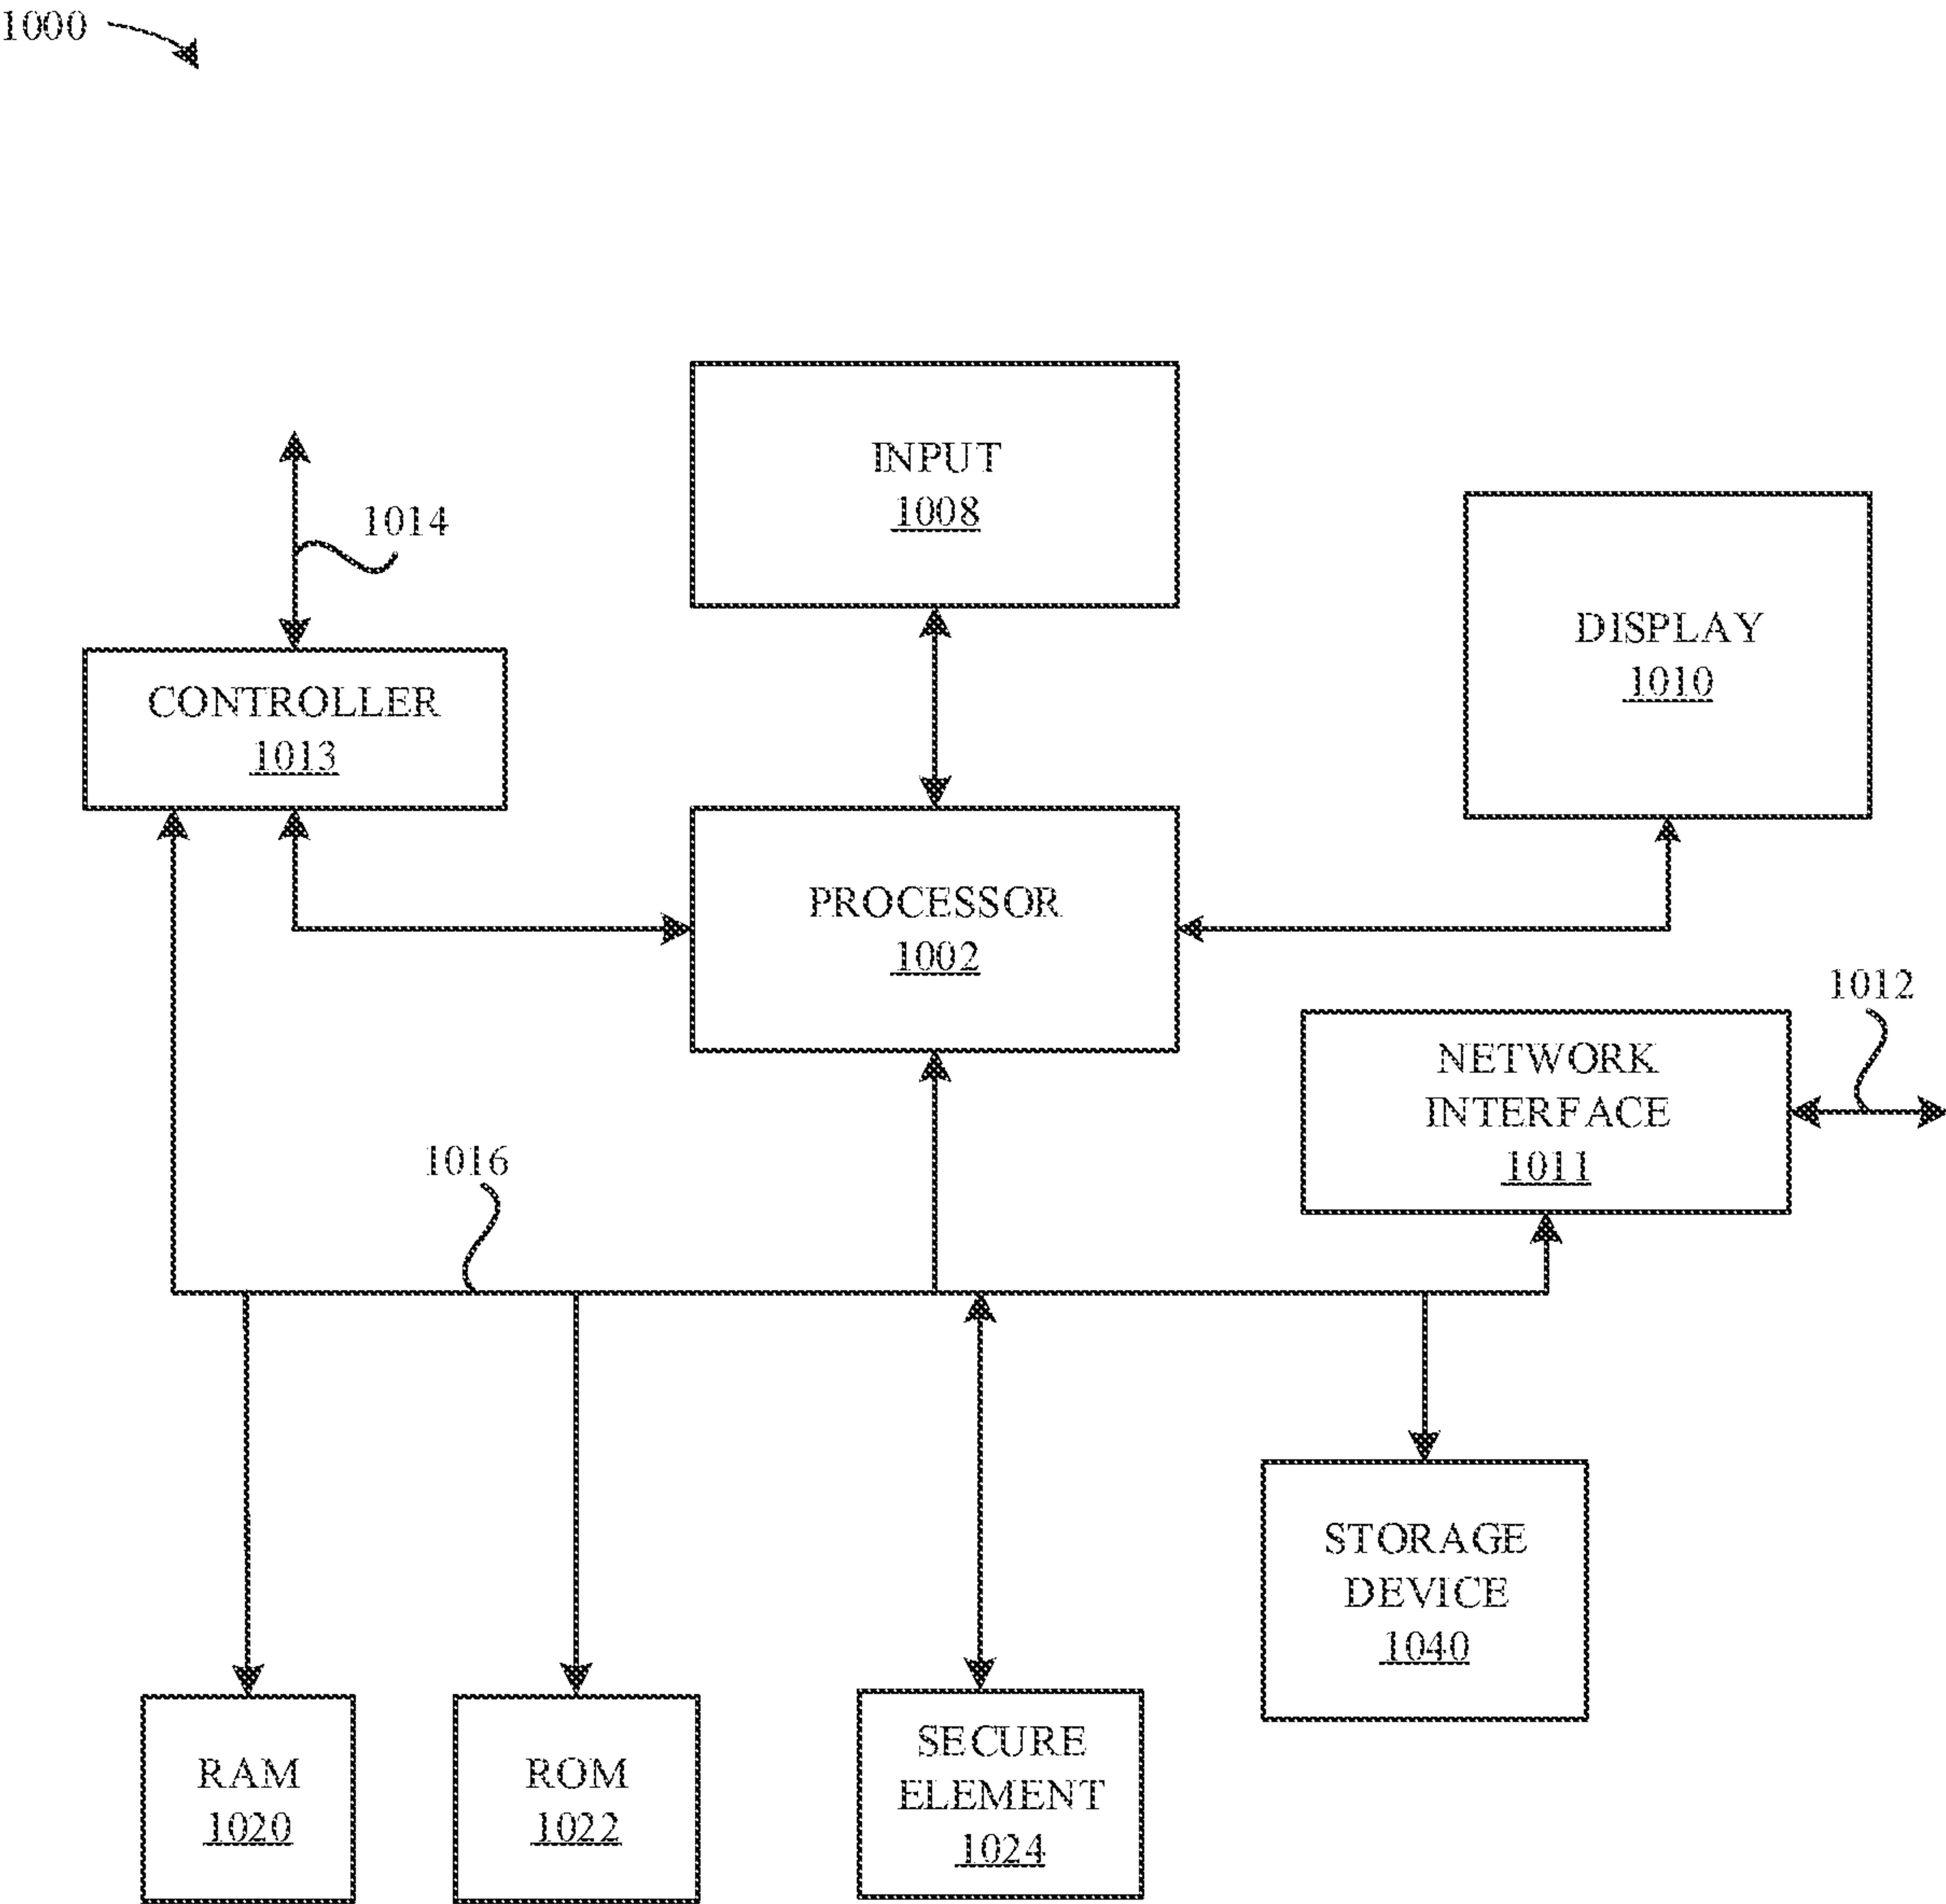 1000
INPUT
1008
1014
DISPLAY
1010
CONTROLLER
1013
PROCESSOR
1002
1012
NETWORK
INTERFACE
1011
1016
STORAGE
DEVICE
1040
RAM
1020
ROM
1022
SECURE
ELEMENT
1024